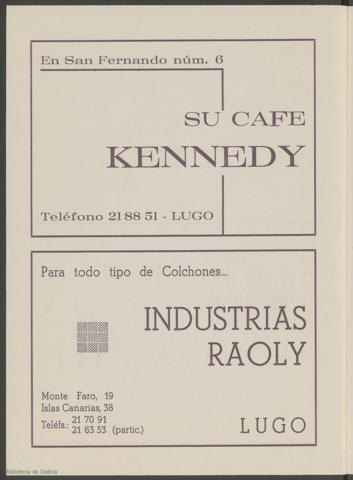 En San Fernando núm. 6
SU CAFE
KENNEDY
Teléfono 21 88 51 - LUGO
Para todo tipo de Colchones...
INDUSTRIAS
RAOLY
Monte Faro, 19
Islas Canarias, 38
Teléfs.: 21 70 91
21 63 53 (partic.)
LUGO
Biblioteca de Galicia